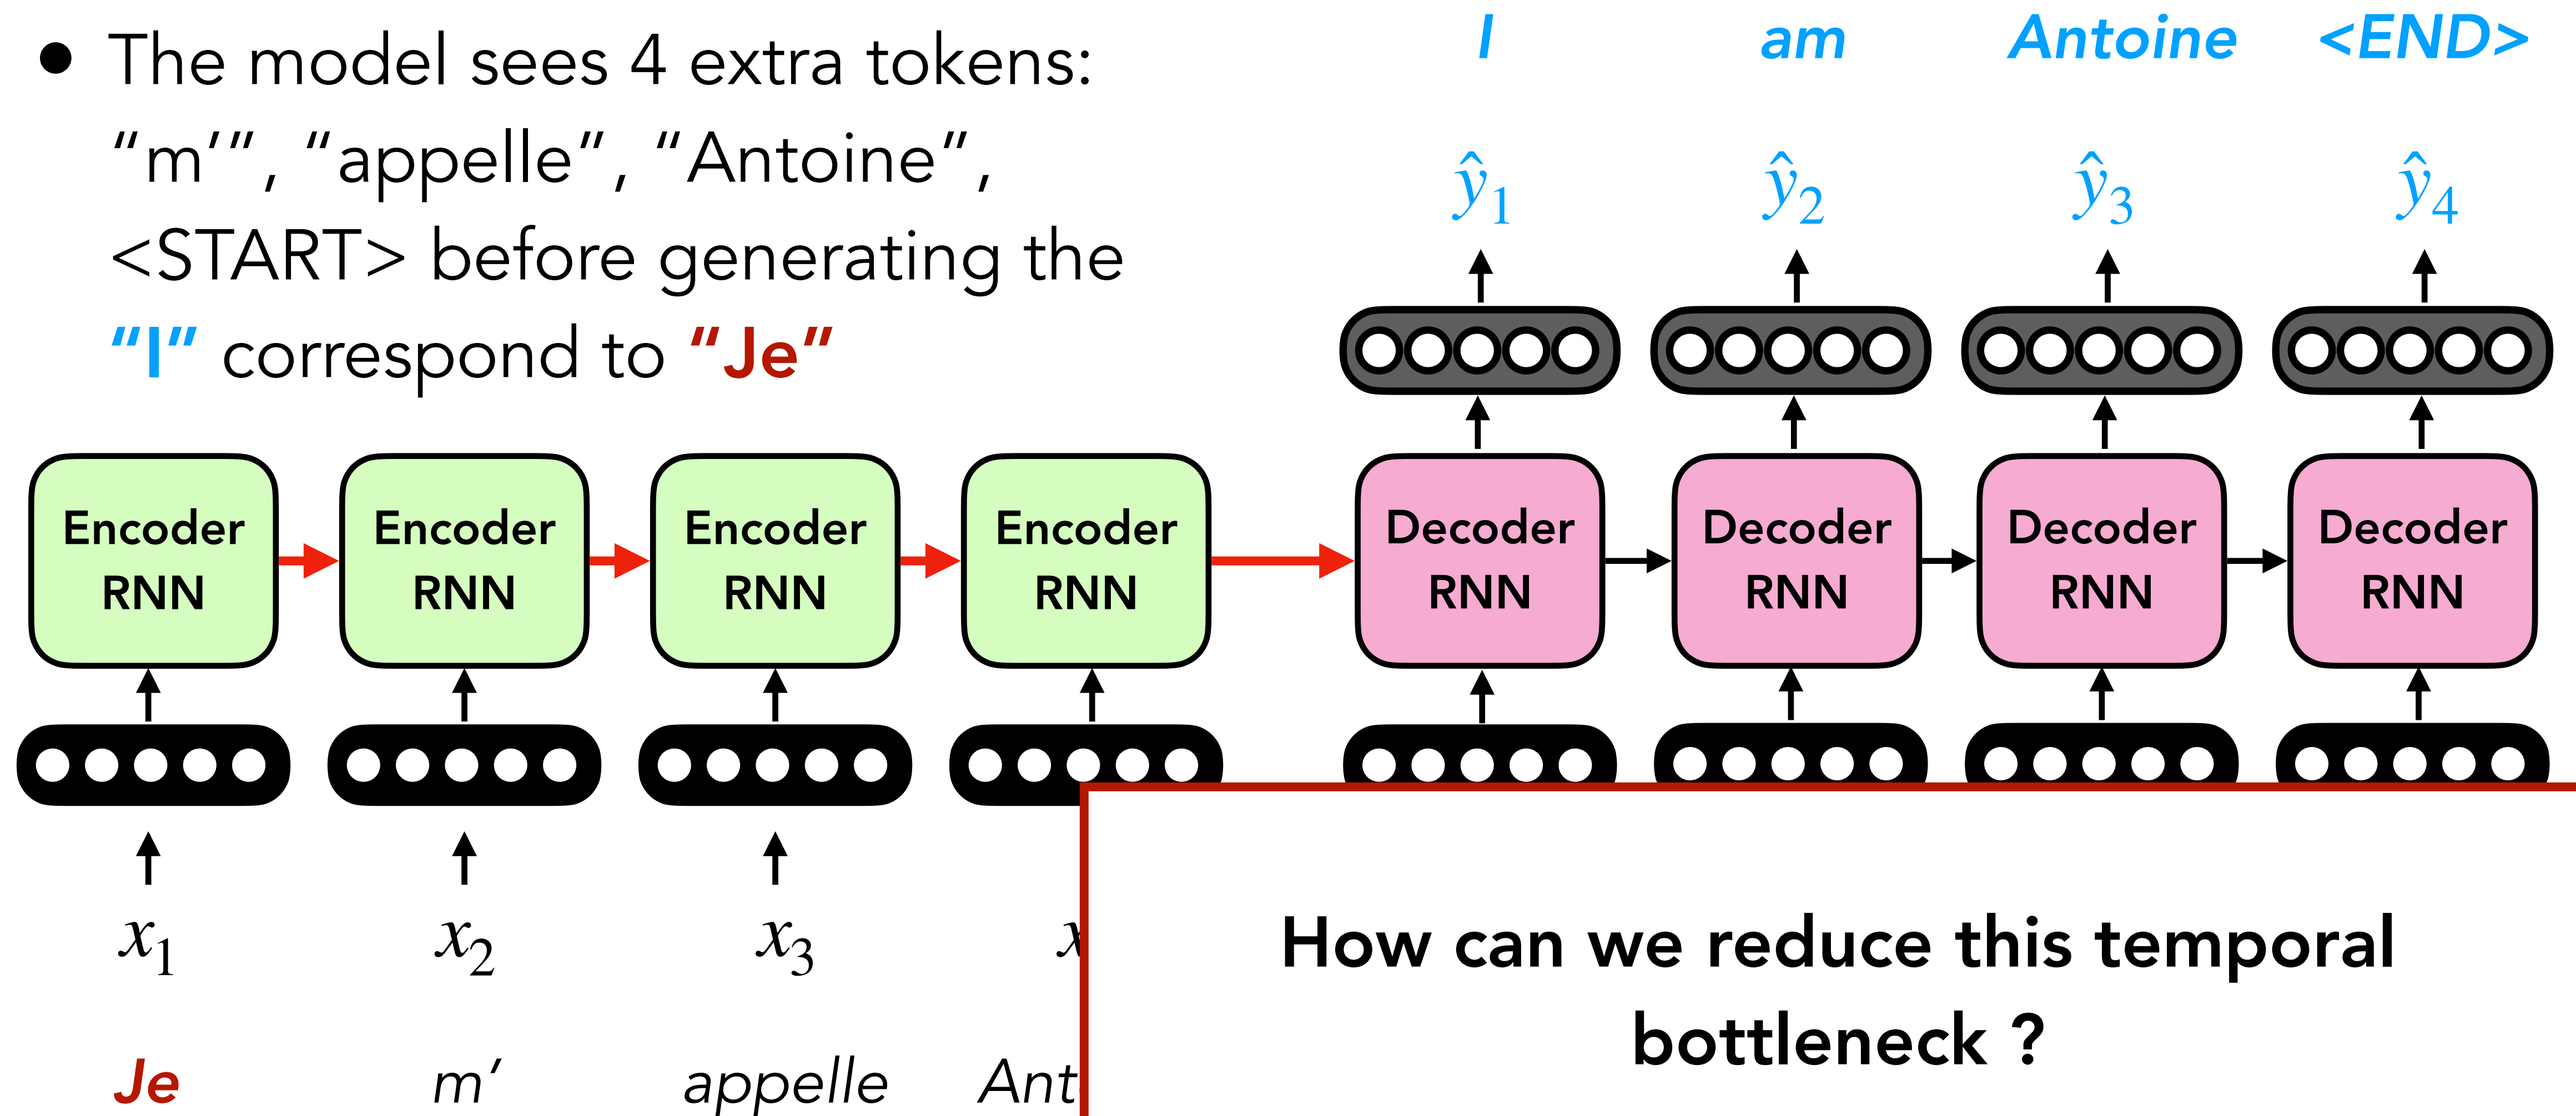 • The model sees 4 extra tokens:
“m’”, “appelle”, “Antoine”,
<START> before generating the
“I” correspond to “Je”
I am Antoine <END>
ŷ1 ŷ2 ŷ3 ŷ4
Encoder RNN
Encoder RNN
Encoder RNN
Encoder RNN
Decoder RNN
Decoder RNN
Decoder RNN
Decoder RNN
x1 x2 x3 x
Je m’ appelle Ant
How can we reduce this temporal
bottleneck ?